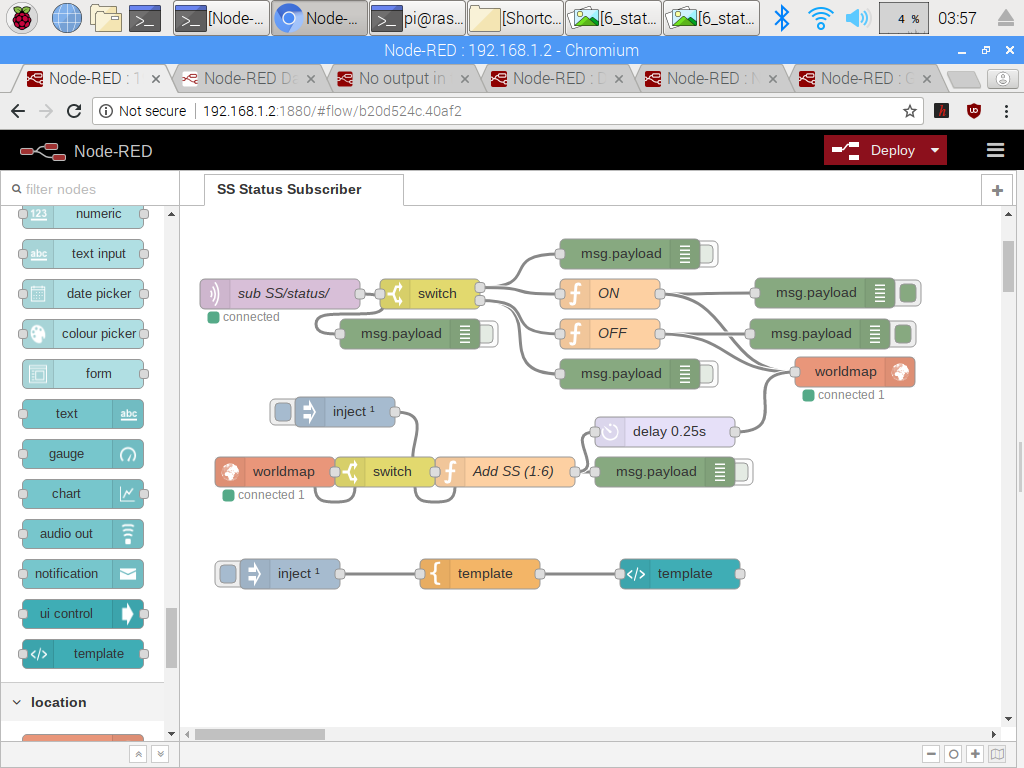 [Node-...
Node-...
pi@ras...
[Shortc...
[6_stat...
[6_stat...
4 %
03:57
Node-RED : 192.168.1.2 - Chromium
Node-RED : 1
Node-RED Da
No output in
Node-RED : D
Node-RED : N
Node-RED : G
Not secure
192.168.1.2:1880/#flow/b20d524c.40af2
Node-RED
Deploy
filter nodes
SS Status Subscriber
123
numeric
abc
text input
date picker
colour picker
form
text
abc
gauge
chart
audio out
notification
ui control
template
location
msg.payload
sub SS/status/
connected
switch
ON
msg.payload
msg.payload
OFF
msg.payload
msg.payload
worldmap
connected 1
inject ¹
delay 0.25s
worldmap
connected 1
switch
Add SS (1:6)
msg.payload
inject ¹
template
template